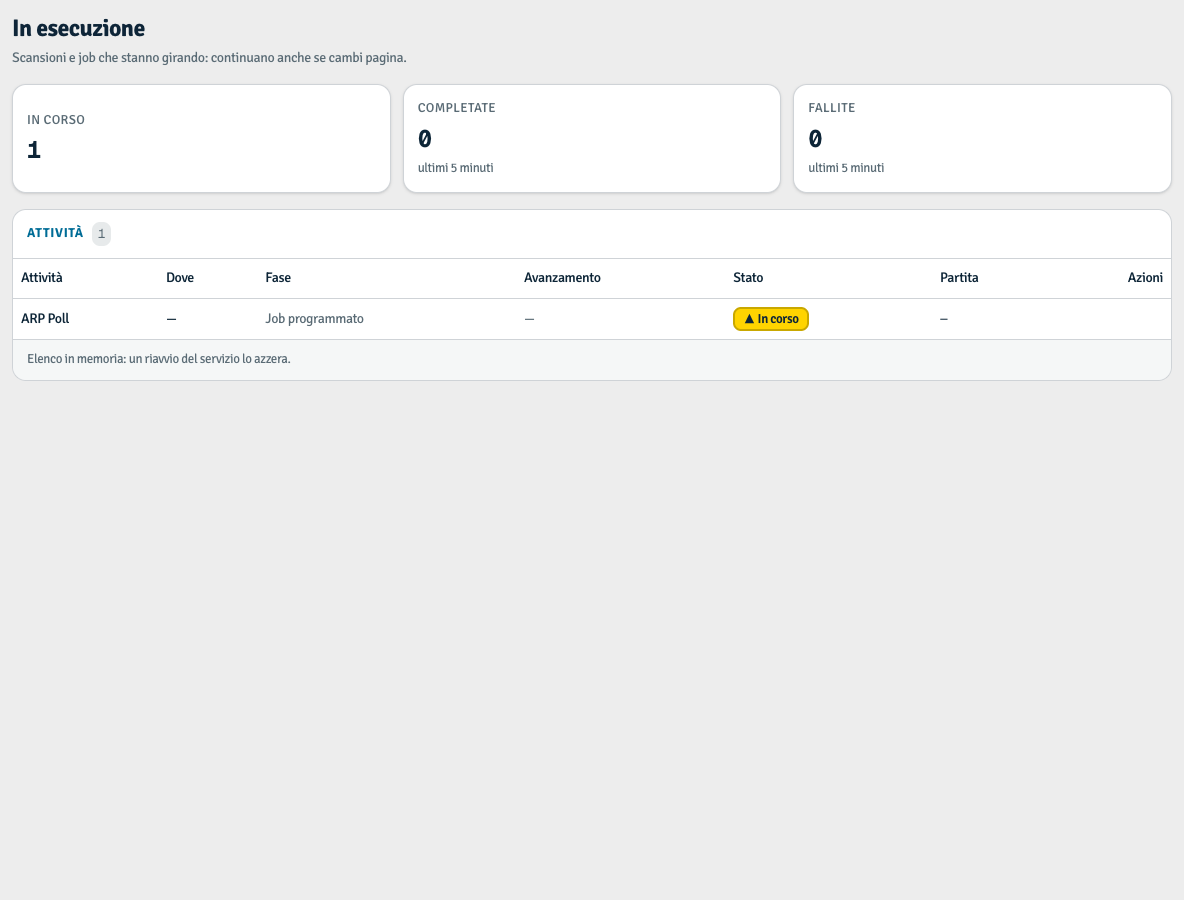 In esecuzione
Scansioni e job che stanno girando: continuano anche se cambi pagina.
IN CORSO
1
COMPLETATE
0
ultimi 5 minuti
FALLITE
0
ultimi 5 minuti
ATTIVITÀ 1
Attività Dove Fase Avanzamento Stato Partita Azioni
ARP Poll — Job programmato — ▲ In corso –
Elenco in memoria: un riavvio del servizio lo azzera.